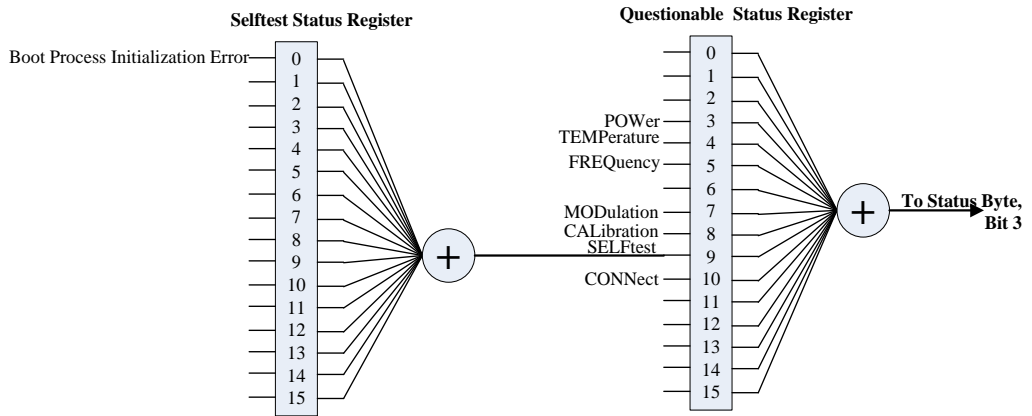 Selftest Status Register
Questionable Status Register
Boot Process Initialization Error
0
1
2
3
4
5
6
7
8
9
10
11
12
13
14
15
+
POWer
TEMPerature
FREQuency
MODulation
CALibration
SELFtest
CONNect
0
1
2
3
4
5
6
7
8
9
10
11
12
13
14
15
+
To Status Byte,
Bit 3